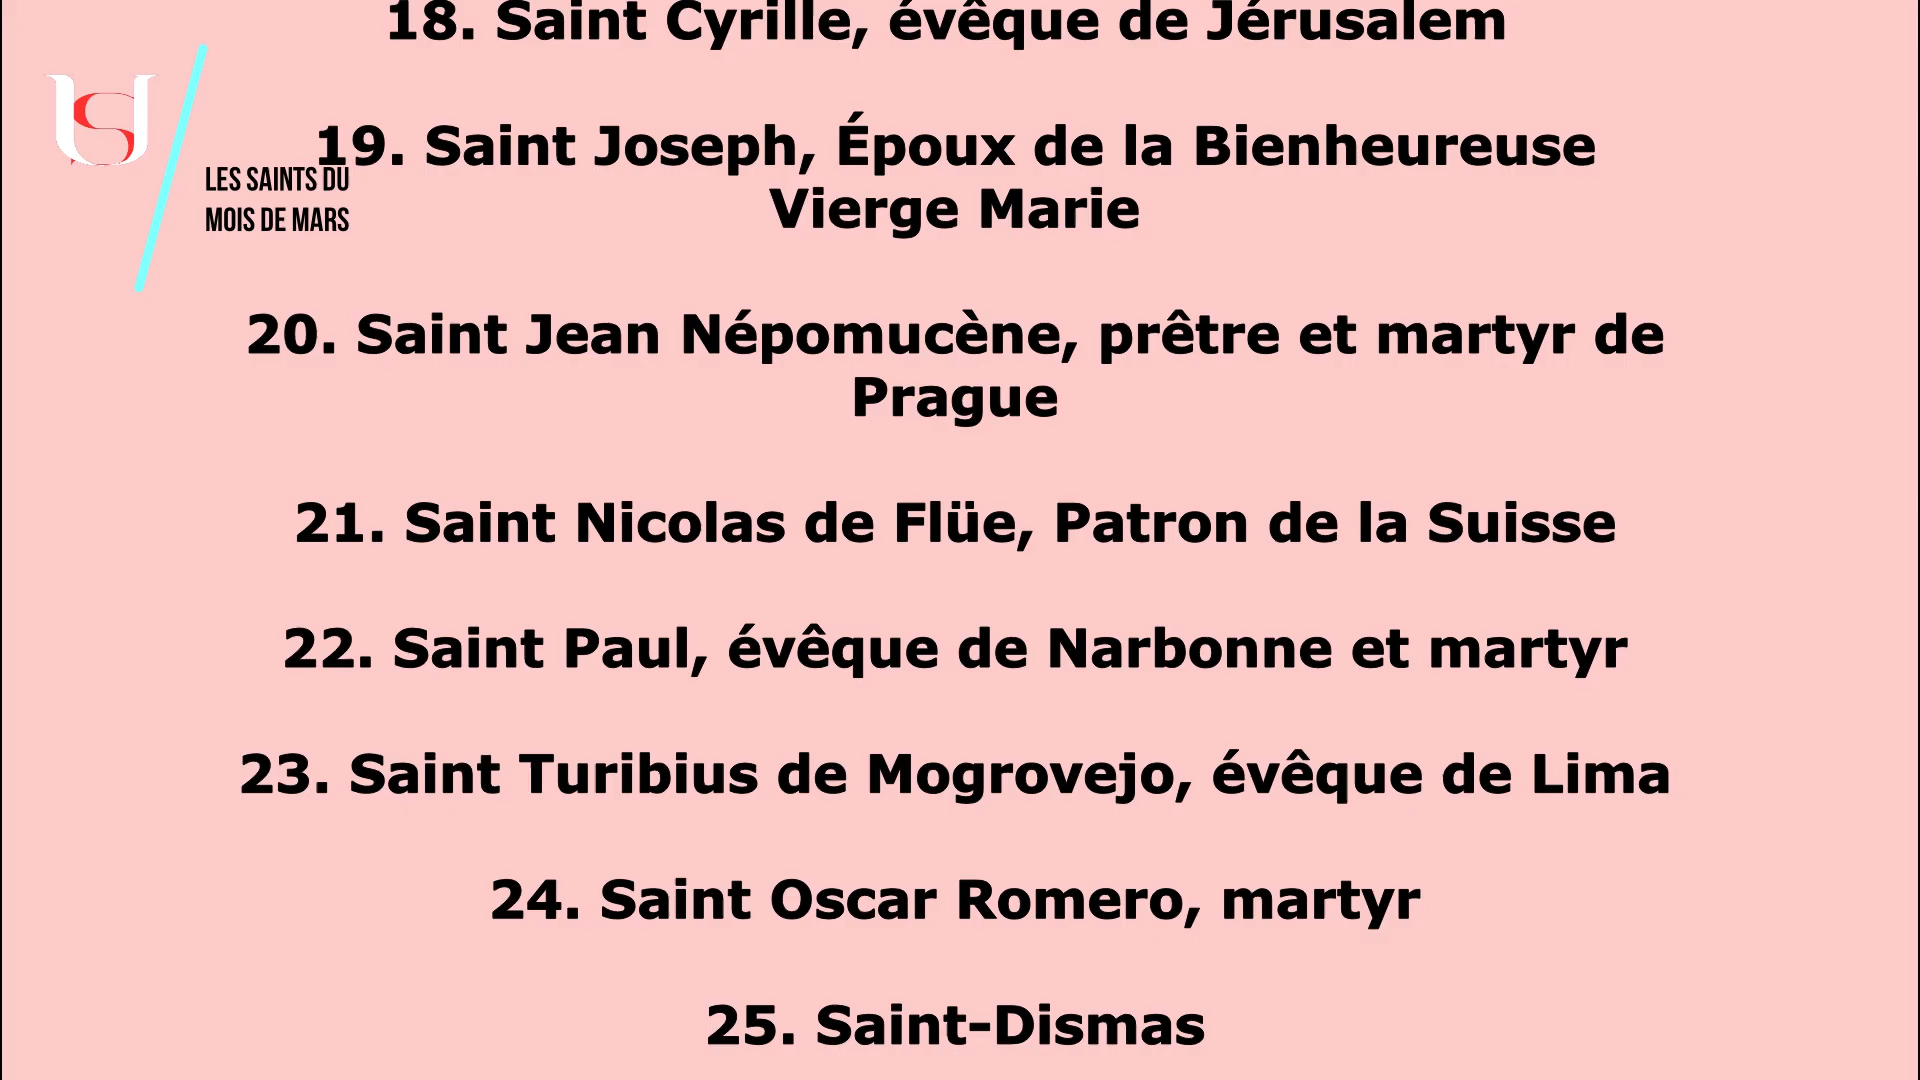 18. Saint Cyrille, évêque de Jérusalem
19. Saint Joseph, Époux de la Bienheureuse
Vierge Marie
LES SAINTS DU
MOIS DE MARS
20. Saint Jean Népomucène, prêtre et martyr de
Prague
21. Saint Nicolas de Flüe, Patron de la Suisse
22. Saint Paul, évêque de Narbonne et martyr
23. Saint Turibius de Mogrovejo, évêque de Lima
24. Saint Oscar Romero, martyr
25. Saint-Dismas